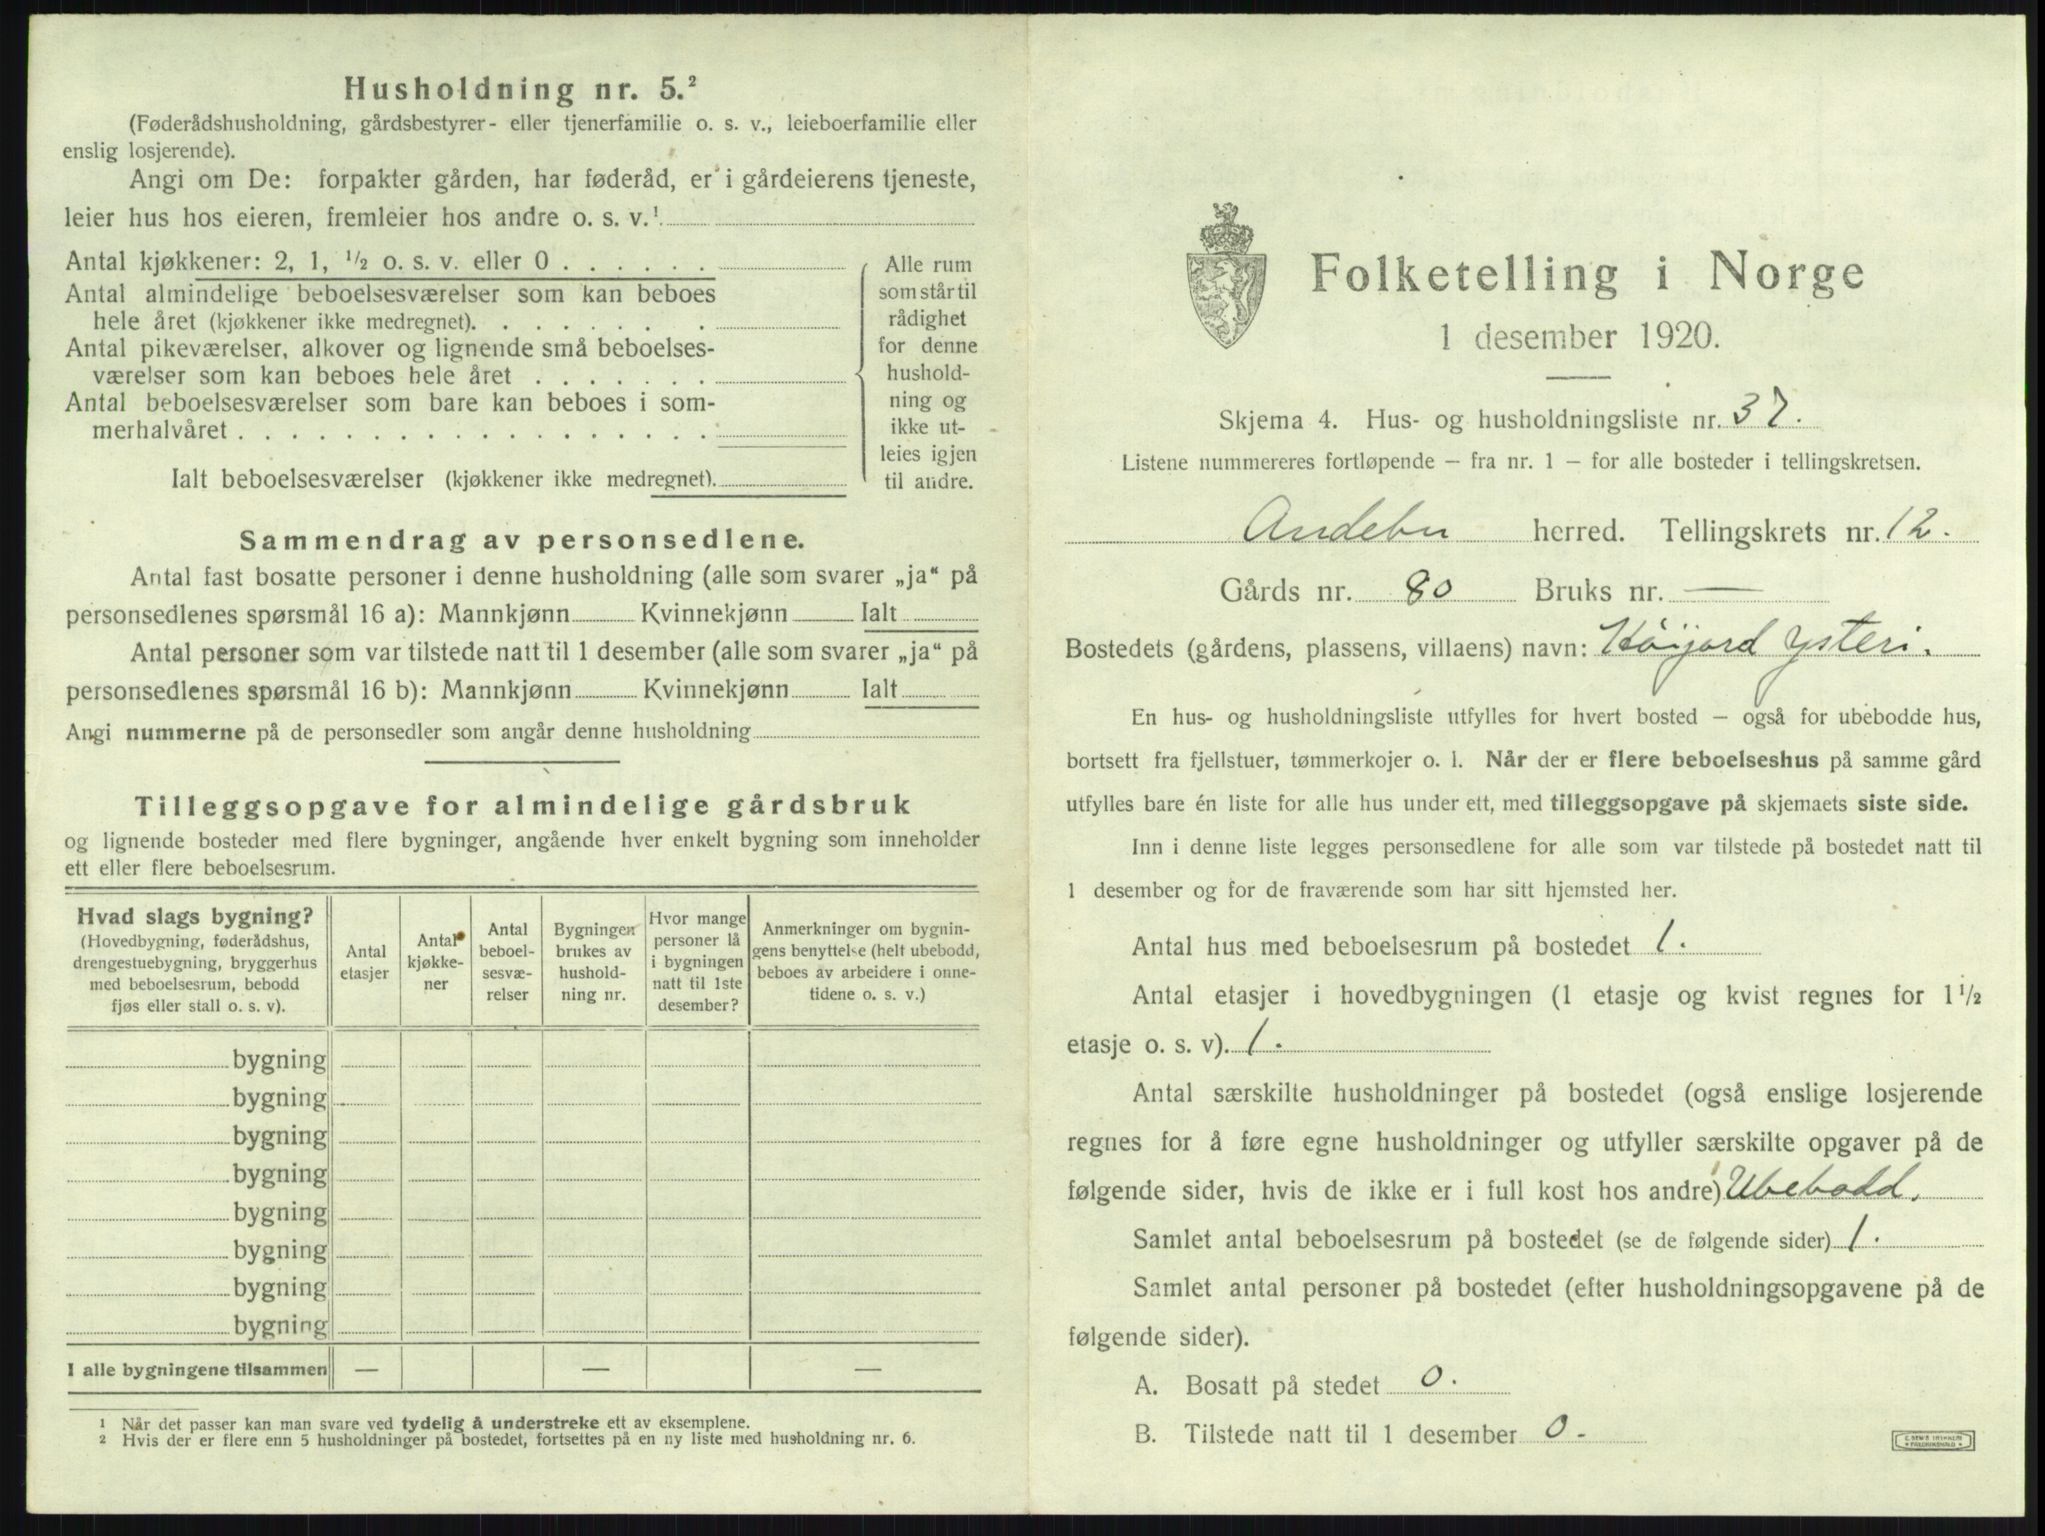 Husholdning nr. 5.²
(Føderådshusholdning, gårdsbestyrer- eller tjenerfamilie o. s. v., leieboerfamilie eller
enslig losjerende).
Angi om De: forpakter gården, har føderåd, er i gårdeierens tjeneste,
leier hus hos eieren, fremleier hos andre o. s. v.¹
Antal kjøkkener: 2, 1, ½ o. s. v. eller 0 . . . . . .
Antal almindelige beboelsesværelser som kan beboes
hele året (kjøkkener ikke medregnet). . . . . . . .
Antal pikeværelser, alkover og lignende små beboelses-
værelser som kan beboes hele året . . . . . . .
Antal beboelsesværelser som bare kan beboes i som-
merhalvåret . . . . . . . . . . . . . . . . . .
Ialt beboelsesværelser (kjøkkener ikke medregnet).
Alle rum
som står til
rådighet
for denne
hushold-
ning og
ikke ut-
leies igjen
til andre.
Sammendrag av personsedlene.
Antal fast bosatte personer i denne husholdning (alle som svarer „ja“ på
personsedlenes spørsmål 16 a): Mannkjønn Kvinnekjønn Ialt
Antal personer som var tilstede natt til 1 desember (alle som svarer „ja“ på
personsedlenes spørsmål 16 b): Mannkjønn Kvinnekjønn Ialt
Angi nummerne på de personsedler som angår denne husholdning
Tilleggsopgave for almindelige gårdsbruk
og lignende bosteder med flere bygninger, angående hver enkelt bygning som inneholder
ett eller flere beboelsesrum.
Hvad slags bygning?
(Hovedbygning, føderådshus,
drengestuebygning, bryggerhus
med beboelsesrum, bebodd
fjøs eller stall o. s. v).
Antal
etasjer
Antal
kjøkke-
ner
Antal
beboel-
sesvæ-
relser
Bygningen
brukes av
hushold-
ning nr.
Hvor mange
personer lå
i bygningen
natt til 1ste
desember?
Anmerkninger om bygnin-
gens benyttelse (helt ubebodd,
beboes av arbeidere i onne-
tidene o. s. v.)
bygning
bygning
bygning
bygning
bygning
bygning
bygning
bygning
I alle bygningene tilsammen — — —
¹ Når det passer kan man svare ved tydelig å understreke ett av eksemplene.
² Hvis der er flere enn 5 husholdninger på bostedet, fortsettes på en ny liste med husholdning nr. 6.
Folketelling i Norge
1 desember 1920.
Skjema 4. Hus- og husholdningsliste nr. 37.
Listene nummereres fortløpende — fra nr. 1 — for alle bosteder i tellingskretsen.
Andebu herred. Tellingskrets nr. 12.
Gårds nr. 80 Bruks nr. —
Bostedets (gårdens, plassens, villaens) navn: Höijord Ysteri.
En hus- og husholdningsliste utfylles for hvert bosted — også for ubebodde hus,
bortsett fra fjellstuer, tømmerkojer o. l. Når der er flere beboelseshus på samme gård
utfylles bare én liste for alle hus under ett, med tilleggsopgave på skjemaets siste side.
Inn i denne liste legges personsedlene for alle som var tilstede på bostedet natt til
1 desember og for de fraværende som har sitt hjemsted her.
Antal hus med beboelsesrum på bostedet 1.
Antal etasjer i hovedbygningen (1 etasje og kvist regnes for 1½
etasje o. s. v). 1.
Antal særskilte husholdninger på bostedet (også enslige losjerende
regnes for å føre egne husholdninger og utfyller særskilte opgaver på de
følgende sider, hvis de ikke er i full kost hos andre) Ubebodd.
Samlet antal beboelsesrum på bostedet (se de følgende sider) 1.
Samlet antal personer på bostedet (efter husholdningsopgavene på de
følgende sider).
A. Bosatt på stedet 0.
B. Tilstede natt til 1 desember 0.